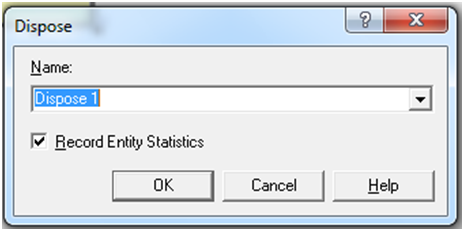 Dispose
Name:
Dispose 1
Record Entity Statistics
OK Cancel Help